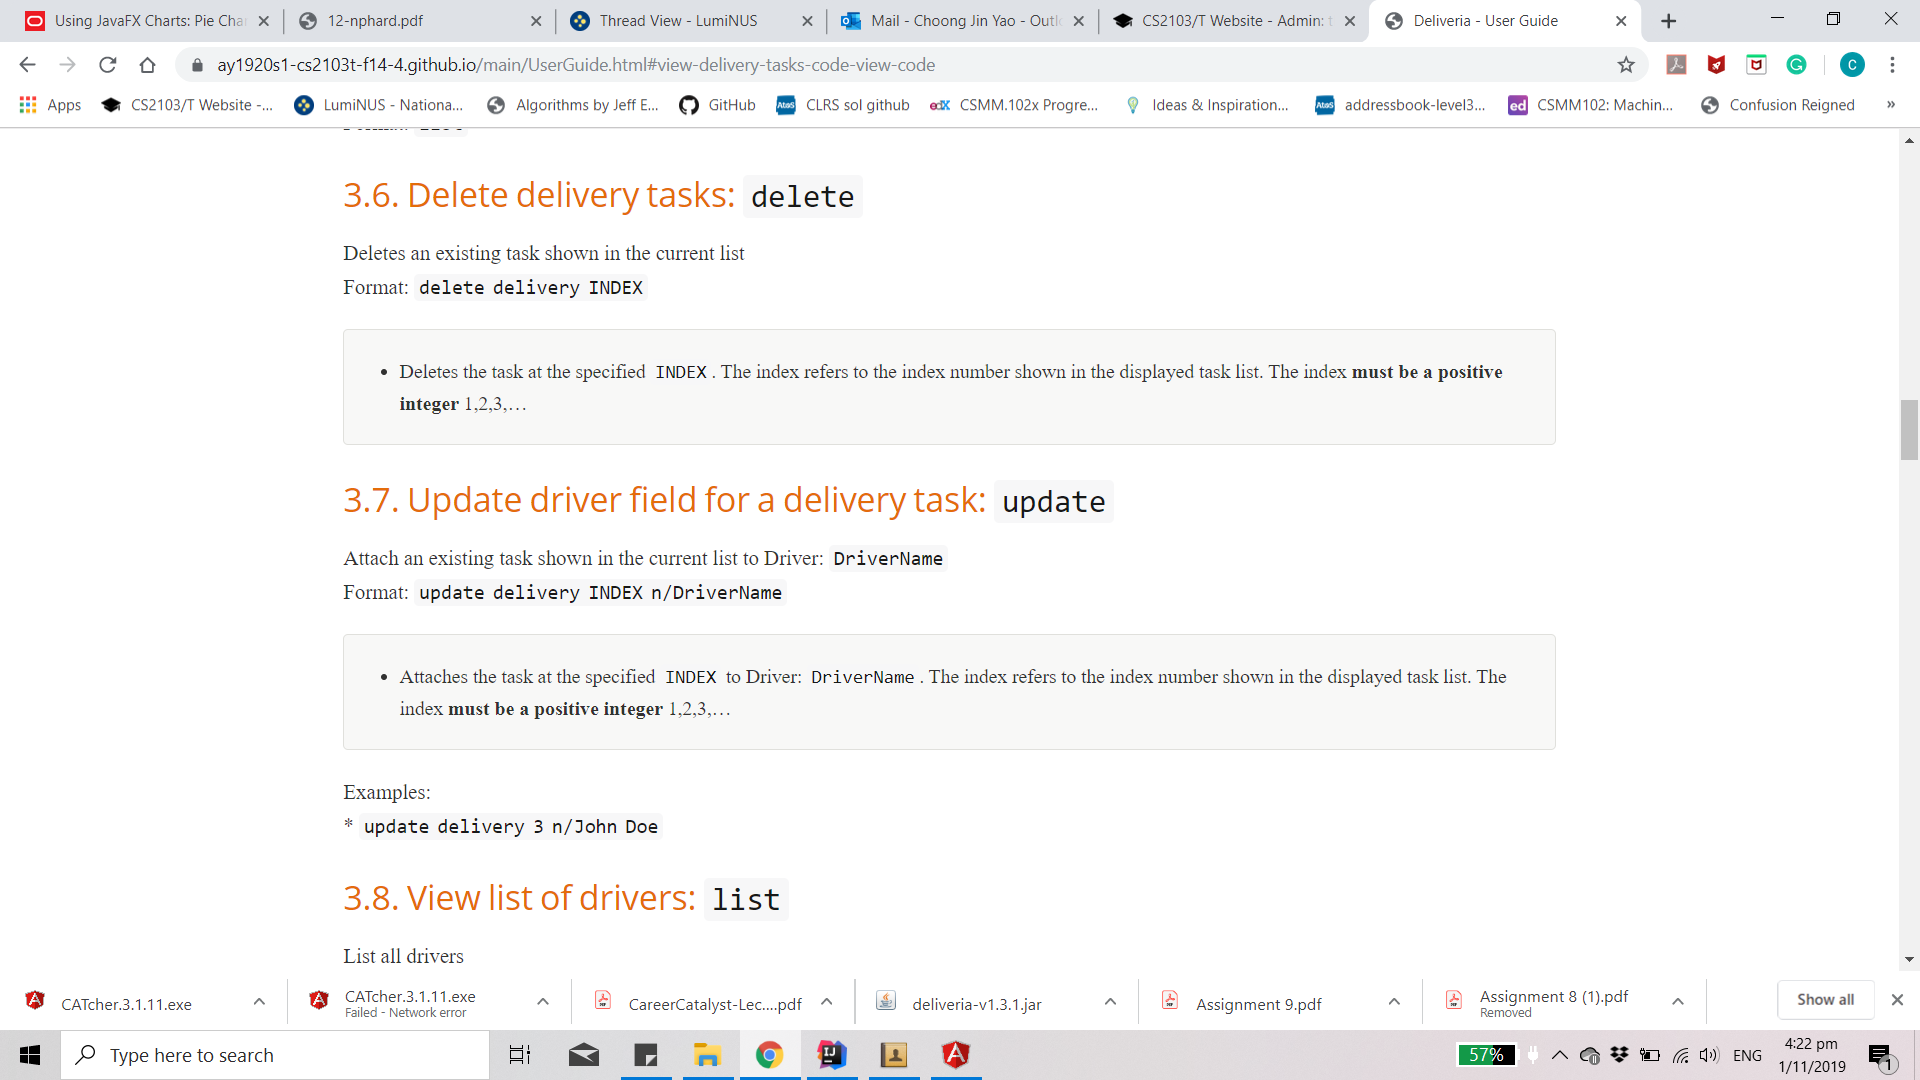 Using JavaFX Charts: Pie Char
12-nphard.pdf
Thread View - LumiNUS
Mail - Choong Jin Yao - Outl
CS2103/T Website - Admin: t
Deliveria - User Guide
ay1920s1-cs2103t-f14-4.github.io/main/UserGuide.html#view-delivery-tasks-code-view-code
C
Apps
CS2103/T Website -...
LumiNUS - Nationa...
Algorithms by Jeff E...
GitHub
CLRS sol github
edX CSMM.102x Progre...
Ideas & Inspiration...
addressbook-level3...
ed CSMM102: Machin...
Confusion Reigned
»
3.6. Delete delivery tasks: delete
Deletes an existing task shown in the current list
Format: delete delivery INDEX
• Deletes the task at the specified INDEX . The index refers to the index number shown in the displayed task list. The index must be a positive
integer 1,2,3,…
3.7. Update driver field for a delivery task: update
Attach an existing task shown in the current list to Driver: DriverName
Format: update delivery INDEX n/DriverName
• Attaches the task at the specified INDEX to Driver: DriverName . The index refers to the index number shown in the displayed task list. The
index must be a positive integer 1,2,3,…
Examples:
* update delivery 3 n/John Doe
3.8. View list of drivers: list
List all drivers
CATcher.3.1.11.exe
CATcher.3.1.11.exe
Failed - Network error
CareerCatalyst-Lec....pdf
deliveria-v1.3.1.jar
Assignment 9.pdf
Assignment 8 (1).pdf
Removed
Show all
Type here to search
57%
ENG
4:22 pm
1/11/2019
1